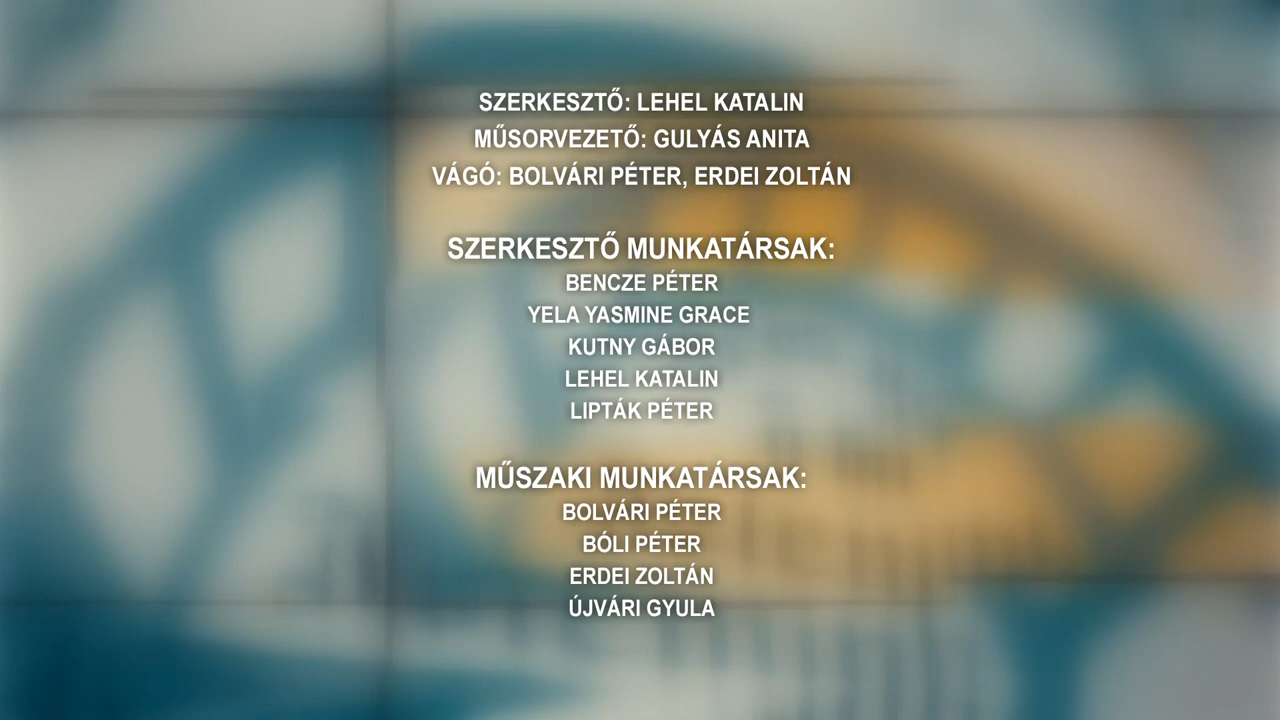 SZERKESZTŐ: LEHEL KATALIN
MŰSORVEZETŐ: GULYÁS ANITA
VÁGÓ: BOLVÁRI PÉTER, ERDEI ZOLTÁN
SZERKESZTŐ MUNKATÁRSAK:
BENCZE PÉTER
YELA YASMINE GRACE
KUTNY GÁBOR
LEHEL KATALIN
LIPTÁK PÉTER
MŰSZAKI MUNKATÁRSAK:
BOLVÁRI PÉTER
BÓLI PÉTER
ERDEI ZOLTÁN
ÚJVÁRI GYULA